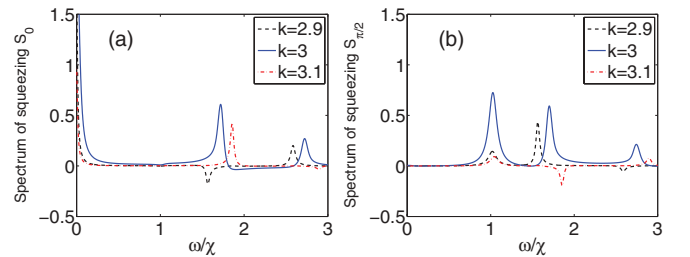 Spectrum of squeezing S0
1.5
1
0.5
0
−0.5
(a)
k=2.9
k=3
k=3.1
0 1 2 3
ω/χ
Spectrum of squeezing Sπ/2
1.5
1
0.5
0
−0.5
(b)
k=2.9
k=3
k=3.1
0 1 2 3
ω/χ